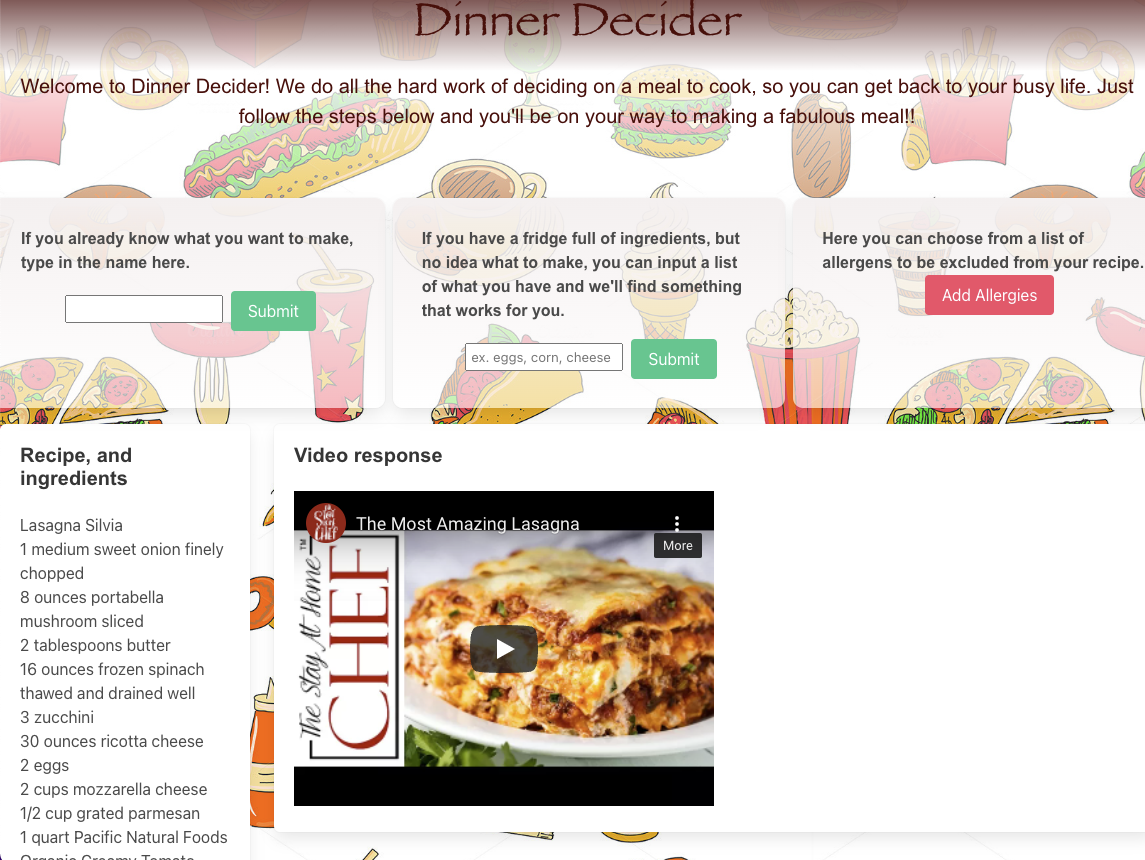 Dinner Decider
Welcome to Dinner Decider! We do all the hard work of deciding on a meal to cook, so you can get back to your busy life. Just
follow the steps below and you'll be on your way to making a fabulous meal!!
If you already know what you want to make,
type in the name here.
Submit
If you have a fridge full of ingredients, but
no idea what to make, you can input a list
of what you have and we'll find something
that works for you.
ex. eggs, corn, cheese
Submit
Here you can choose from a list of
allergens to be excluded from your recipe.
Add Allergies
Recipe, and
ingredients
Lasagna Silvia
1 medium sweet onion finely
chopped
8 ounces portabella
mushroom sliced
2 tablespoons butter
16 ounces frozen spinach
thawed and drained well
3 zucchini
30 ounces ricotta cheese
2 eggs
2 cups mozzarella cheese
1/2 cup grated parmesan
1 quart Pacific Natural Foods
Organic Creamy Tomato
Video response
The Most Amazing Lasagna
More
The Stay At Home
CHEF
TM